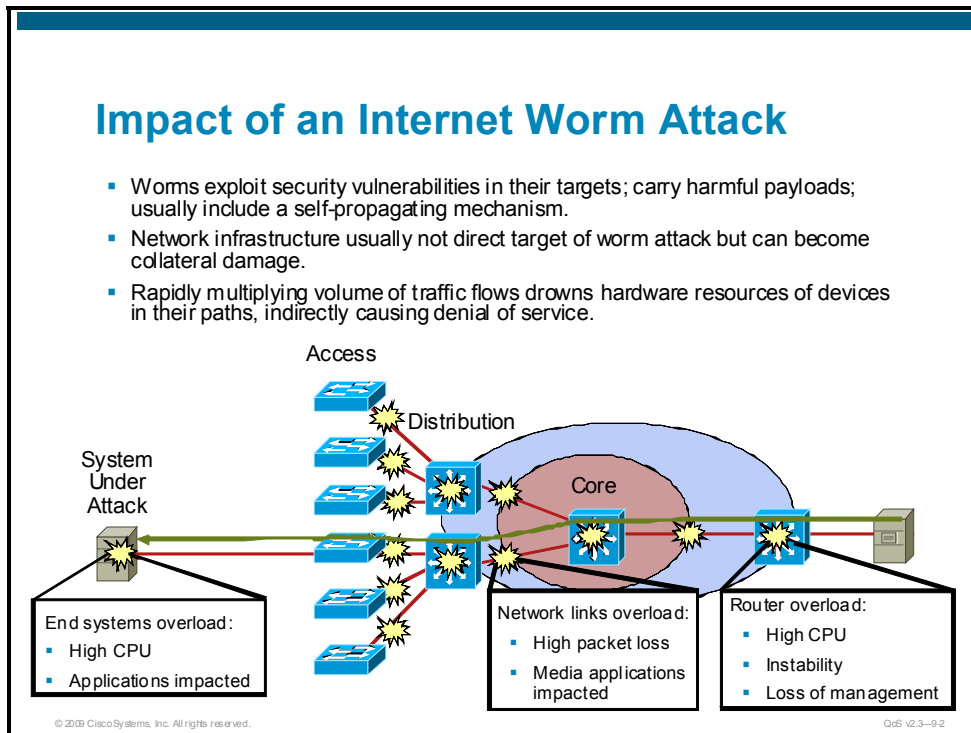 Impact of an Internet Worm Attack
▪ Worms exploit security vulnerabilities in their targets; carry harmful payloads;
usually include a self-propagating mechanism.
▪ Network infrastructure usually not direct target of worm attack but can become
collateral damage.
▪ Rapidly multiplying volume of traffic flows drowns hardware resources of devices
in their paths, indirectly causing denial of service.
Access
Distribution
System
Under
Attack
Core
End systems overload:
▪ High CPU
▪ Applications impacted
Network links overload:
▪ High packet loss
▪ Media applications
impacted
Router overload:
▪ High CPU
▪ Instability
▪ Loss of management
© 2009 Cisco Systems, Inc. All rights reserved.
QoS v2.3—9-2